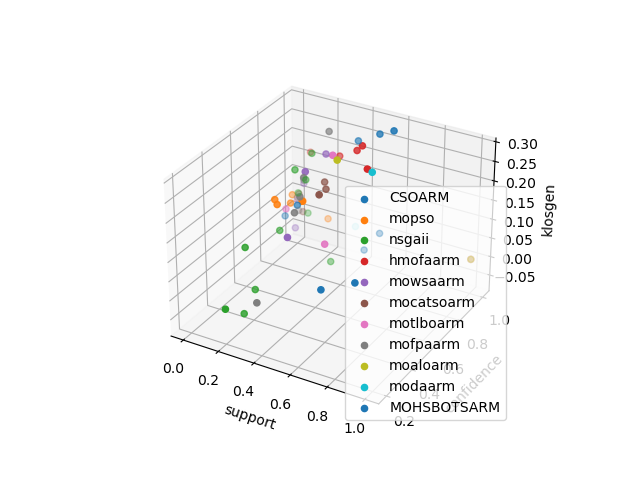 0.30
0.25
0.20
0.15
0.10
0.05
0.00
−0.05
klosgen
CSOARM
mopso
nsgaii
hmofaarm
mowsaarm
mocatsoarm
motlboarm
mofpaarm
moaloarm
modaarm
MOHSBOTSARM
0.0
0.2
0.4
0.6
0.8
1.0
support
0.2
0.4
0.6
0.8
1.0
confidence